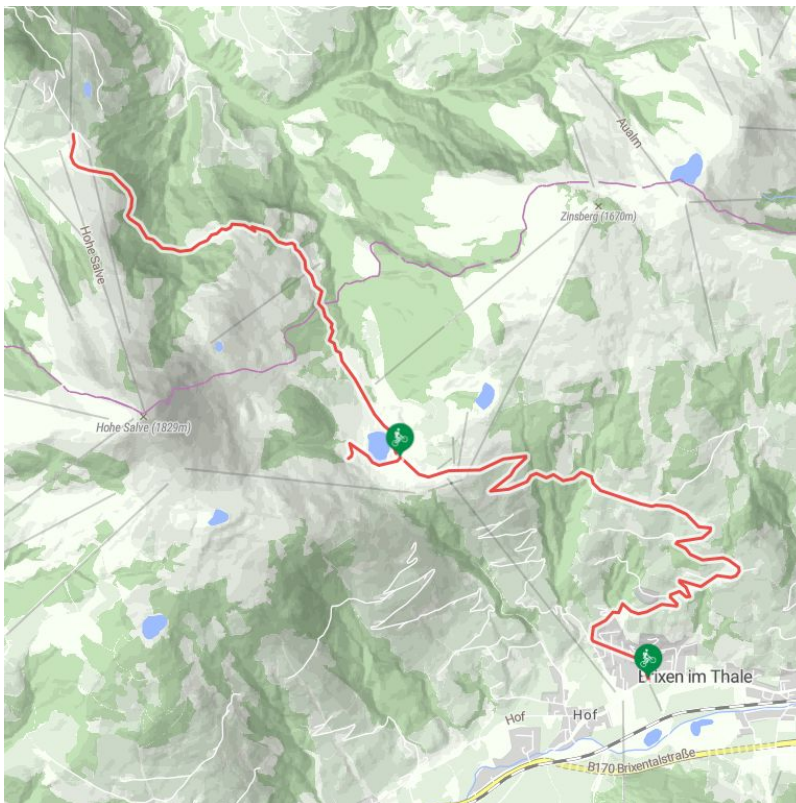 Aualm
Zinsberg (1670m)
Hohe Salve
Hohe Salve (1829m)
Brixen im Thale
Hof
Hof
B170 Brixentalstraße